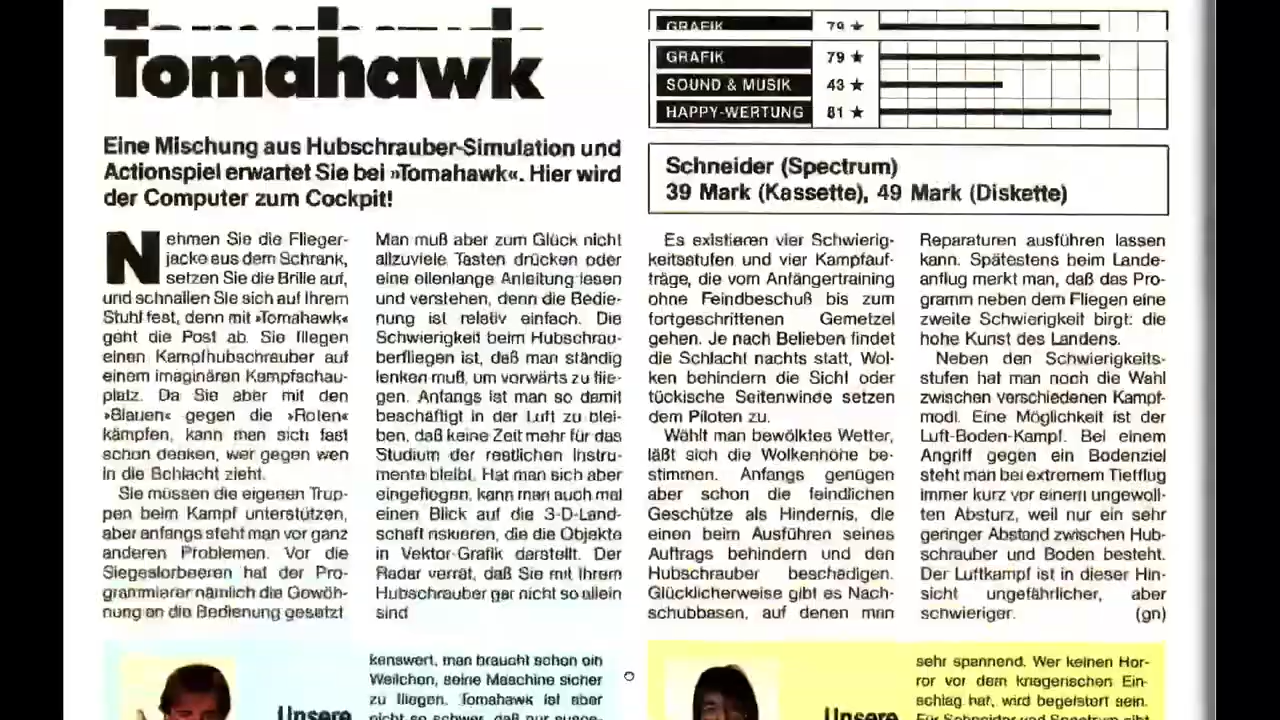 Tomahawk
GRAFIK 79 ★
GRAFIK 79 ★
SOUND & MUSIK 43 ★
HAPPY-WERTUNG 81 ★
Eine Mischung aus Hubschrauber-Simulation und
Actionspiel erwartet Sie bei »Tomahawk«. Hier wird
der Computer zum Cockpit!
Schneider (Spectrum)
39 Mark (Kassette), 49 Mark (Diskette)
Nehmen Sie die Flieger-
jacke aus dem Schrank,
setzen Sie die Brille auf,
und schnallen Sie sich auf Ihrem
Stuhl fest, denn mit »Tomahawk«
geht die Post ab. Sie fliegen
einen Kampfhubschrauber auf
einem imaginären Kampfschau-
platz. Da Sie aber mit den
»Blauen« gegen die »Roten«
kämpfen, kann man sich fast
schon denken, wer gegen wen
in die Schlacht zieht.
Sie müssen die eigenen Trup-
pen beim Kampf unterstützen,
aber anfangs steht man vor ganz
anderen Problemen. Vor die
Siegeslorbeeren hat der Pro-
grammierer nämlich die Gewöh-
nung an die Bedienung gesetzt
Man muß aber zum Glück nicht
allzuviele Tasten drücken oder
eine ellenlange Anleitung lesen
und verstehen, denn die Bedie-
nung ist relativ einfach. Die
Schwierigkeit beim Hubschrau-
berfliegen ist, daß man ständig
lenken muß, um vorwärts zu flie-
gen. Anfangs ist man so damit
beschäftigt in der Luft zu blei-
ben, daß keine Zeit mehr für das
Studium der restlichen Instru-
mente bleibt. Hat man sich aber
eingeflogen, kann man auch mal
einen Blick auf die 3-D-Land-
schaft riskieren, die die Objekte
in Vektor-Grafik darstellt. Der
Radar verrät, daß Sie mit Ihrem
Hubschrauber gar nicht so allein
sind
Es existieren vier Schwierig-
keitsstufen und vier Kampfauf-
träge, die vom Anfängertraining
ohne Feindbeschuß bis zum
fortgeschrittenen Gemetzel
gehen. Je nach Belieben findet
die Schlacht nachts statt, Wol-
ken behindern die Sicht oder
tückische Seitenwinde setzen
dem Piloten zu.
Wählt man bewölktes Wetter,
läßt sich die Wolkenhöhe be-
stimmen. Anfangs genügen
aber schon die feindlichen
Geschütze als Hindernis, die
einen beim Ausführen seines
Auftrags behindern und den
Hubschrauber beschädigen.
Glücklicherweise gibt es Nach-
schubbasen, auf denen man
Reparaturen ausführen lassen
kann. Spätestens beim Lande-
anflug merkt man, daß das Pro-
gramm neben dem Fliegen eine
zweite Schwierigkeit birgt: die
hohe Kunst des Landens.
Neben den Schwierigkeits-
stufen hat man noch die Wahl
zwischen verschiedenen Kampf-
modi. Eine Möglichkeit ist der
Luft-Boden-Kampf. Bei einem
Angriff gegen ein Bodenziel
steht man bei extremem Tiefflug
immer kurz vor einem ungewoll-
ten Absturz, weil nur ein sehr
geringer Abstand zwischen Hub-
schrauber und Boden besteht.
Der Luftkampf ist in dieser Hin-
sicht ungefährlicher, aber
schwieriger. (gn)
Unsere
kenswert, man braucht schon ein
Weilchen, seine Maschine sicher
zu fliegen. Tomahawk ist aber
nicht so schwer, daß nur ausge-
Unsere
sehr spannend. Wer keinen Hor-
ror vor dem kriegerischen Ein-
schlag hat, wird begeistert sein.
Für Schneider und Spectrum gibt